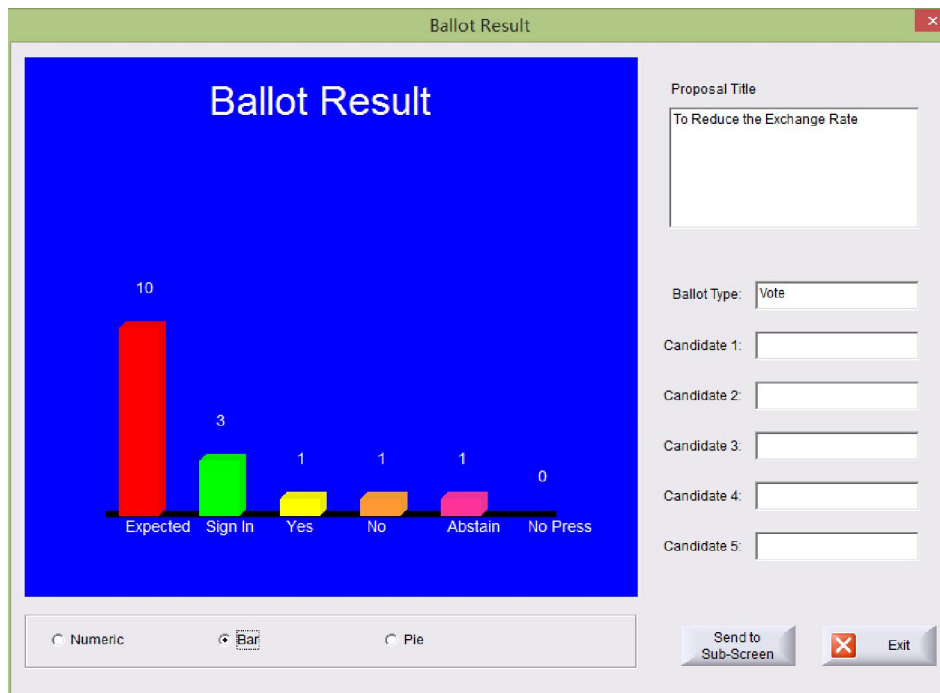 Ballot Result
Ballot Result
10
3
1
1
1
0
Expected Sign In Yes No Abstain No Press
Numeric Bar Pie
Proposal Title
To Reduce the Exchange Rate
Ballot Type: Vote
Candidate 1:
Candidate 2:
Candidate 3:
Candidate 4:
Candidate 5:
Send to
Sub-Screen
Exit